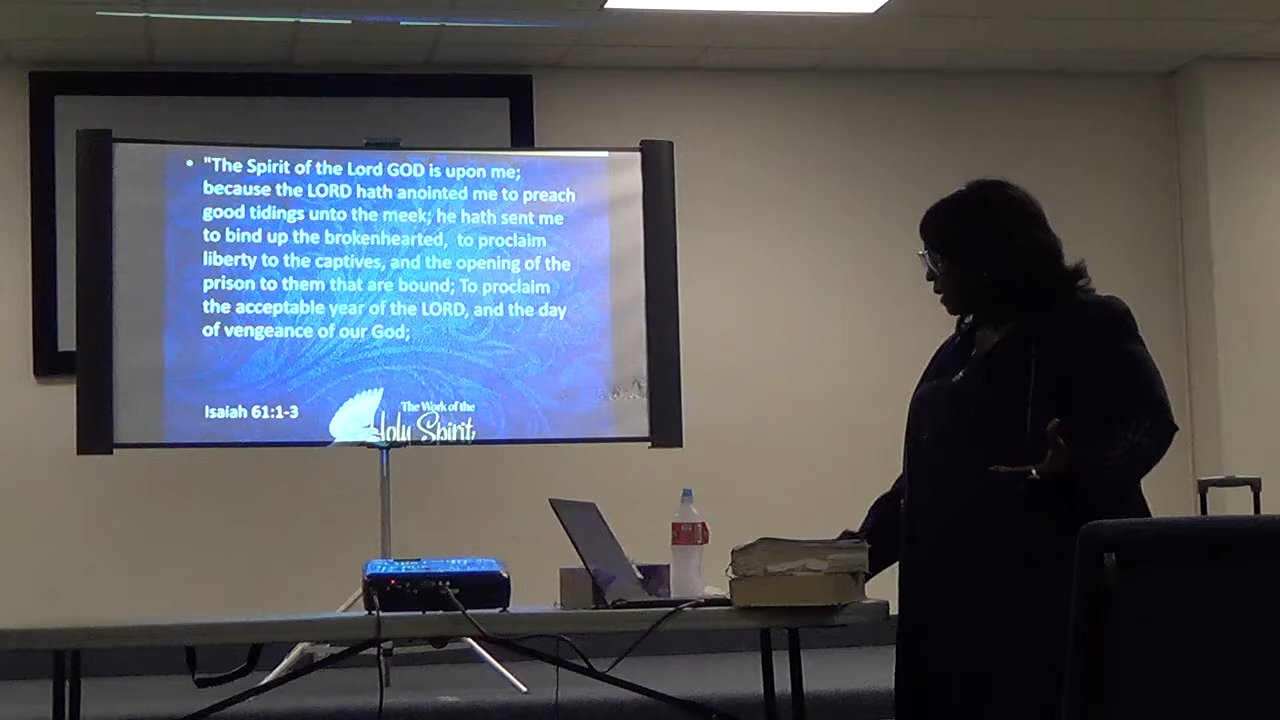 • "The Spirit of the Lord GOD is upon me;
because the LORD hath anointed me to preach
good tidings unto the meek; he hath sent me
to bind up the brokenhearted, to proclaim
liberty to the captives, and the opening of the
prison to them that are bound; To proclaim
the acceptable year of the LORD, and the day
of vengeance of our God;
Isaiah 61:1-3
The Work of the
Holy Spirit